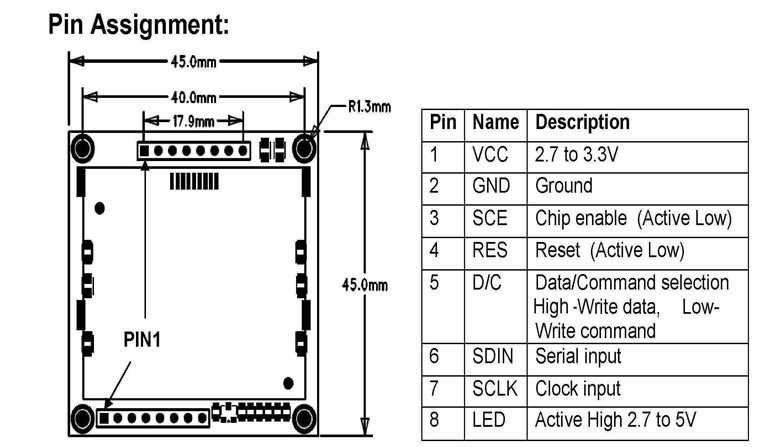 Pin Assignment:
45.0mm
40.0mm
R1.3mm
17.9mm
45.0mm
PIN1
Pin Name Description
1 VCC 2.7 to 3.3V
2 GND Ground
3 SCE Chip enable (Active Low)
4 RES Reset (Active Low)
5 D/C Data/Command selection
High -Write data, Low-
Write command
6 SDIN Serial input
7 SCLK Clock input
8 LED Active High 2.7 to 5V